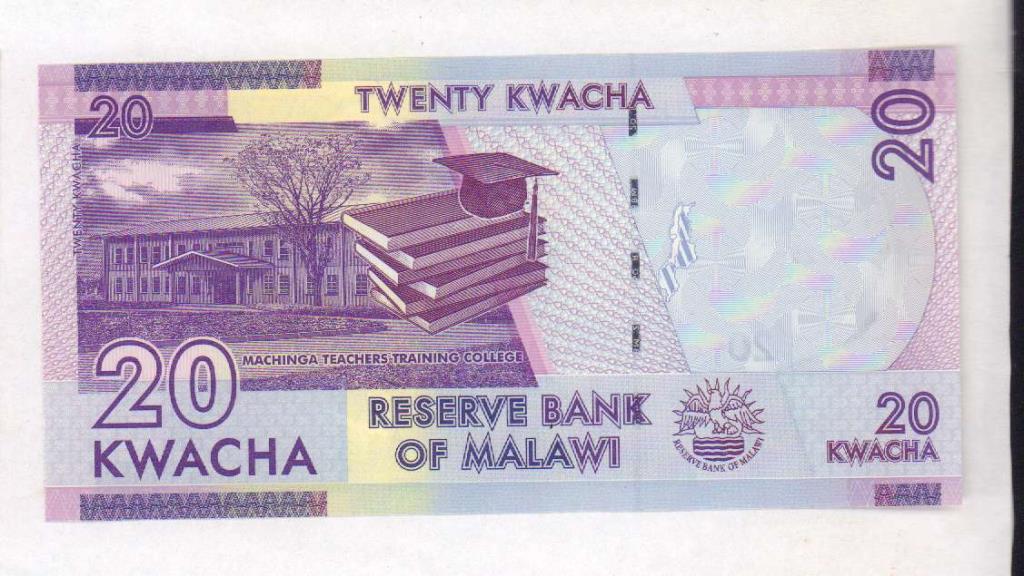 TWENTY KWACHA
20
20
TWENTY KWACHA
MACHINGA TEACHERS TRAINING COLLEGE
20
KWACHA
RESERVE BANK
OF MALAWI
RESERVE BANK OF MALAWI
20
KWACHA
20